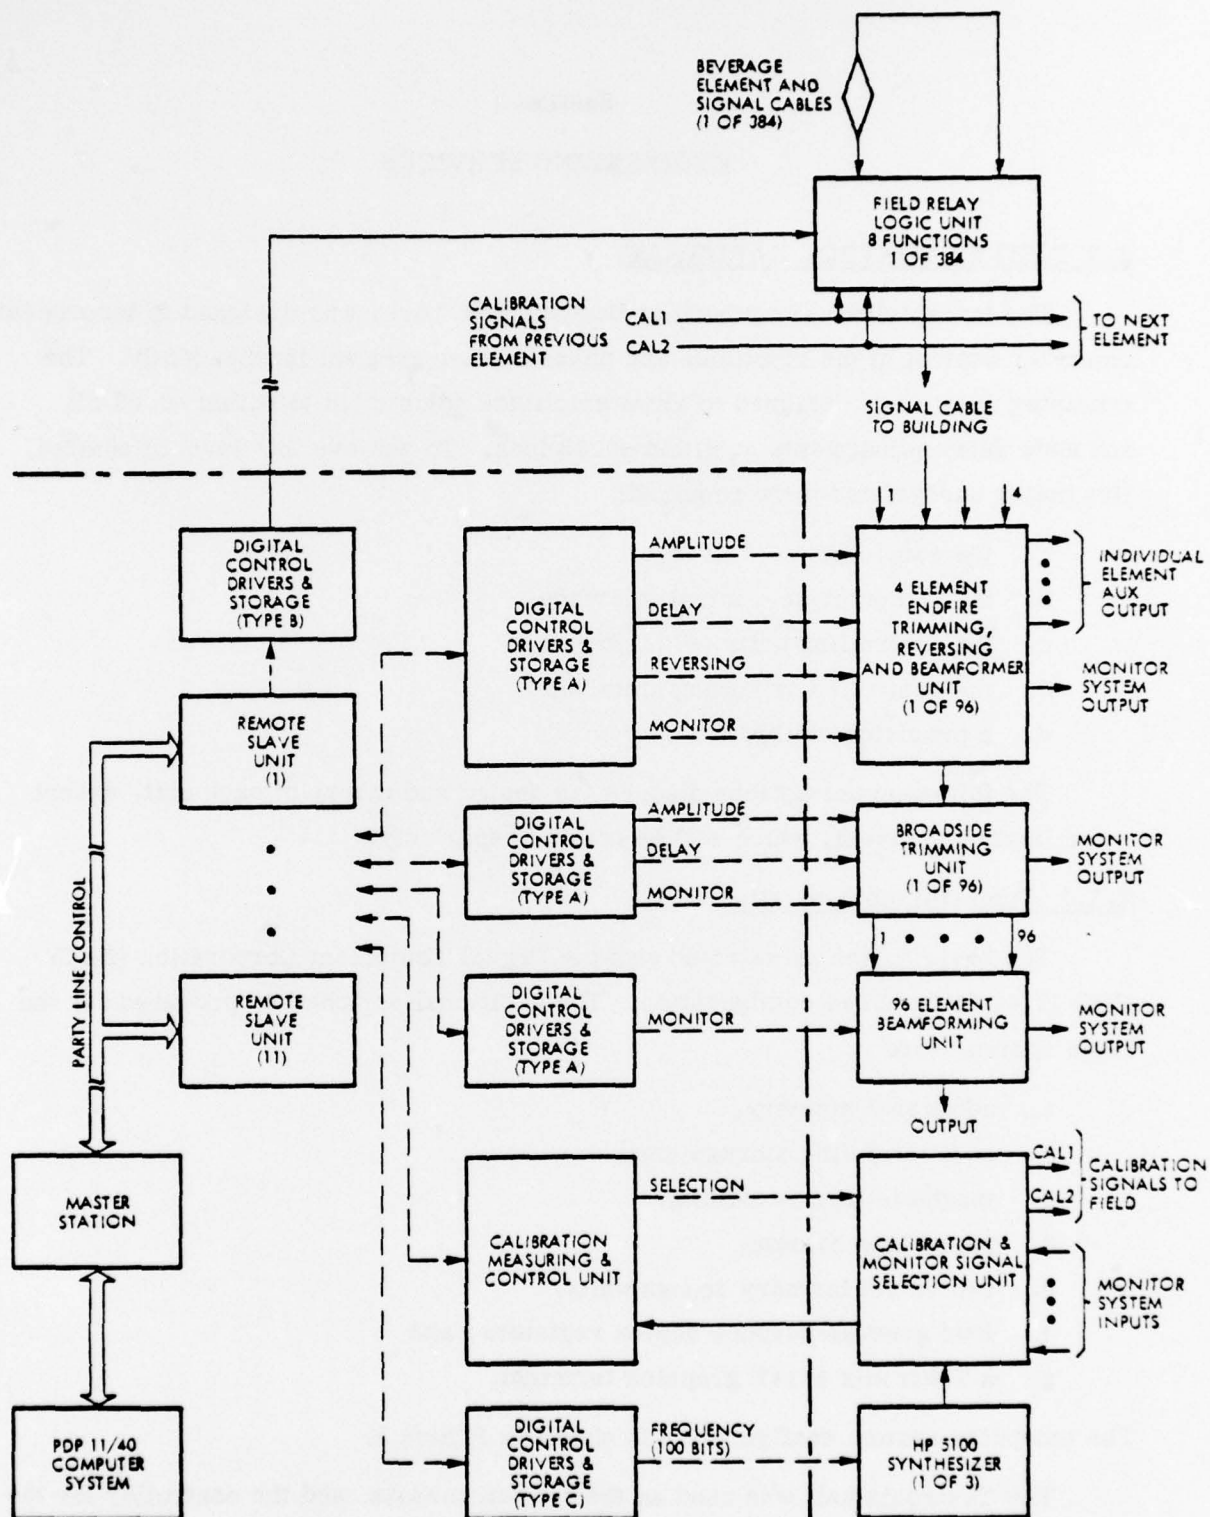 BEVERAGE
ELEMENT AND
SIGNAL CABLES
(1 OF 384)
FIELD RELAY
LOGIC UNIT
8 FUNCTIONS
1 OF 384
CALIBRATION
SIGNALS
FROM PREVIOUS
ELEMENT
CAL1
CAL2
TO NEXT
ELEMENT
SIGNAL CABLE
TO BUILDING
1
4
DIGITAL
CONTROL
DRIVERS &
STORAGE
(TYPE B)
DIGITAL
CONTROL
DRIVERS &
STORAGE
(TYPE A)
AMPLITUDE
DELAY
REVERSING
MONITOR
4 ELEMENT
ENDFIRE
TRIMMING,
REVERSING
AND BEAMFORMER
UNIT
(1 OF 96)
INDIVIDUAL
ELEMENT
AUX
OUTPUT
MONITOR
SYSTEM
OUTPUT
REMOTE
SLAVE
UNIT
(1)
DIGITAL
CONTROL
DRIVERS &
STORAGE
(TYPE A)
AMPLITUDE
DELAY
MONITOR
BROADSIDE
TRIMMING
UNIT
(1 OF 96)
MONITOR
SYSTEM
OUTPUT
1
96
PARTY LINE CONTROL
REMOTE
SLAVE
UNIT
(11)
DIGITAL
CONTROL
DRIVERS &
STORAGE
(TYPE A)
MONITOR
96 ELEMENT
BEAMFORMING
UNIT
MONITOR
SYSTEM
OUTPUT
OUTPUT
MASTER
STATION
CALIBRATION
MEASURING &
CONTROL UNIT
SELECTION
CALIBRATION &
MONITOR SIGNAL
SELECTION UNIT
CAL1
CAL2
CALIBRATION
SIGNALS TO
FIELD
MONITOR
SYSTEM
INPUTS
PDP 11/40
COMPUTER
SYSTEM
DIGITAL
CONTROL
DRIVERS &
STORAGE
(TYPE C)
FREQUENCY
(100 BITS)
HP 5100
SYNTHESIZER
(1 OF 3)